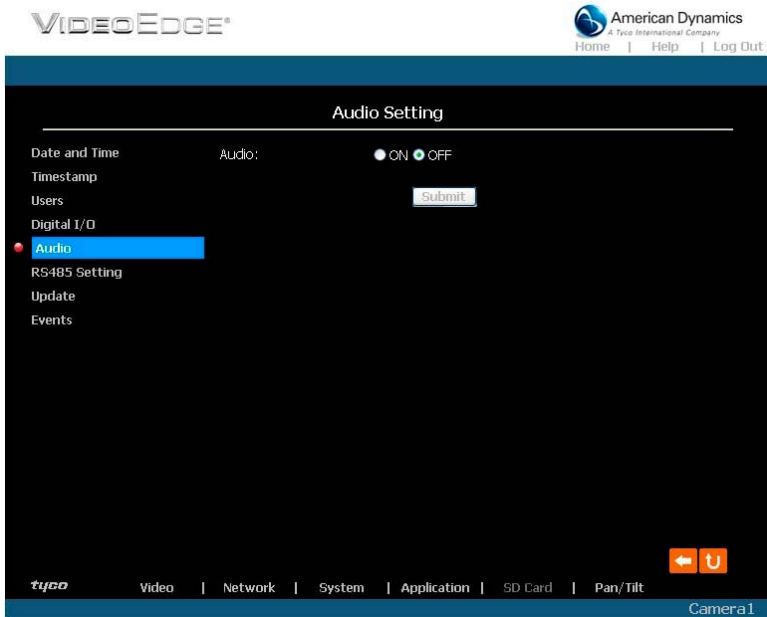 VIDEOEDGE®
American Dynamics
A Tyco International Company
Home | Help | Log Out
Audio Setting
Date and Time
Timestamp
Users
Digital I/O
Audio
RS485 Setting
Update
Events
Audio: ON OFF
Submit
tyco Video | Network | System | Application | SD Card | Pan/Tilt
Camera1